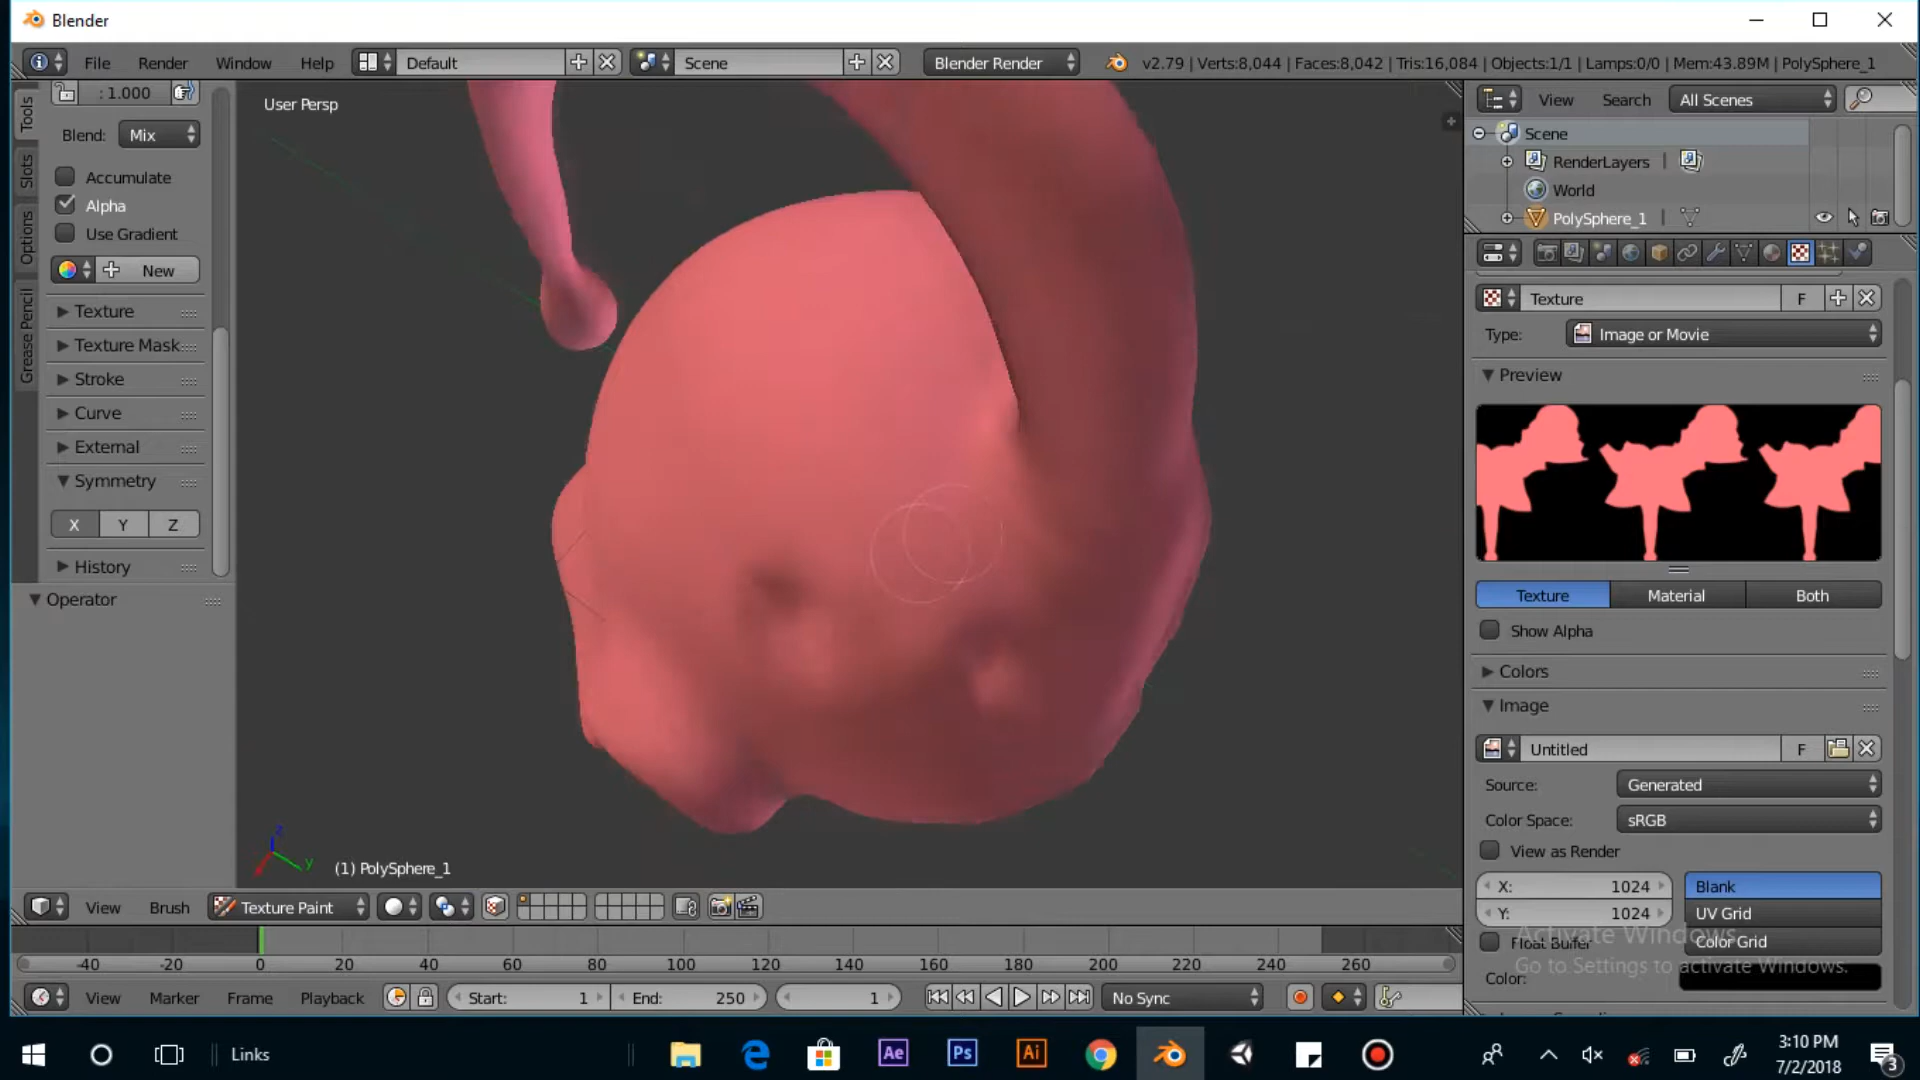 Blender
File Render Window Help Default Scene Blender Render v2.79 | Verts:8,044 | Faces:8,042 | Tris:16,084 | Objects:1/1 | Lamps:0/0 | Mem:43.89M | PolySphere_1
: 1.000
Blend: Mix
Accumulate
Alpha
Use Gradient
New
Texture
Texture Mask
Stroke
Curve
External
Symmetry
X Y Z
History
Operator
Tools
Slots
Options
Grease Pencil
User Persp
z
y
(1) PolySphere_1
View Search All Scenes
Scene
RenderLayers
World
PolySphere_1
Texture F
Type: Image or Movie
Preview
Texture Material Both
Show Alpha
Colors
Image
Untitled F
Source: Generated
Color Space: sRGB
View as Render
X: 1024 Blank
Y: 1024 UV Grid
Float Buffer Color Grid
Color:
Activate Windows
Go to Settings to activate Windows.
View Brush Texture Paint
-40 -20 0 20 40 60 80 100 120 140 160 180 200 220 240 260
View Marker Frame Playback Start: 1 End: 250 1 No Sync
Links Ae Ps Ai
3:10 PM
7/2/2018
3